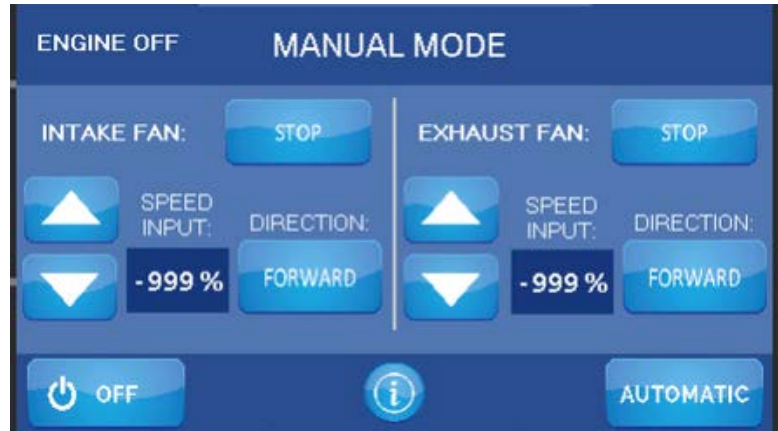 ENGINE OFF MANUAL MODE
INTAKE FAN: STOP
SPEED INPUT:
DIRECTION:
-999 % FORWARD
EXHAUST FAN: STOP
SPEED INPUT:
DIRECTION:
-999 % FORWARD
OFF i AUTOMATIC